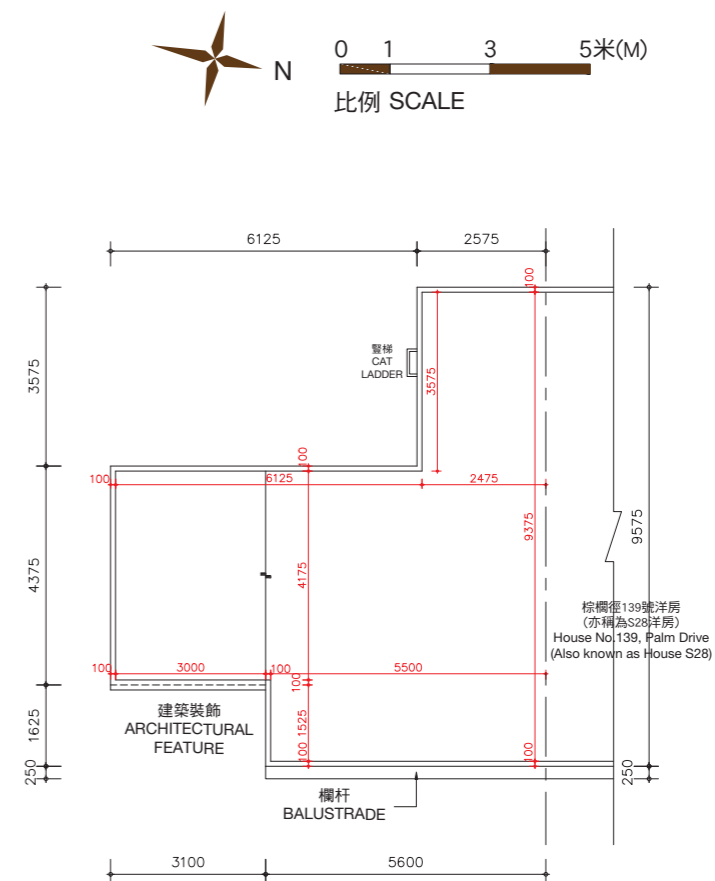 N
0 1 3 5米(M)
比例 SCALE
6125 2575
100
3575
豎梯
CAT
LADDER
3575
100
100 6125 2475
9375
9575
4375
4175
棕櫚徑139號洋房
(亦稱為S28洋房)
House No.139, Palm Drive
(Also known as House S28)
100 3000 100 5500
100
建築裝飾
ARCHITECTURAL
FEATURE
1625
1525
100
100
250
250
欄杆
BALUSTRADE
3100 5600